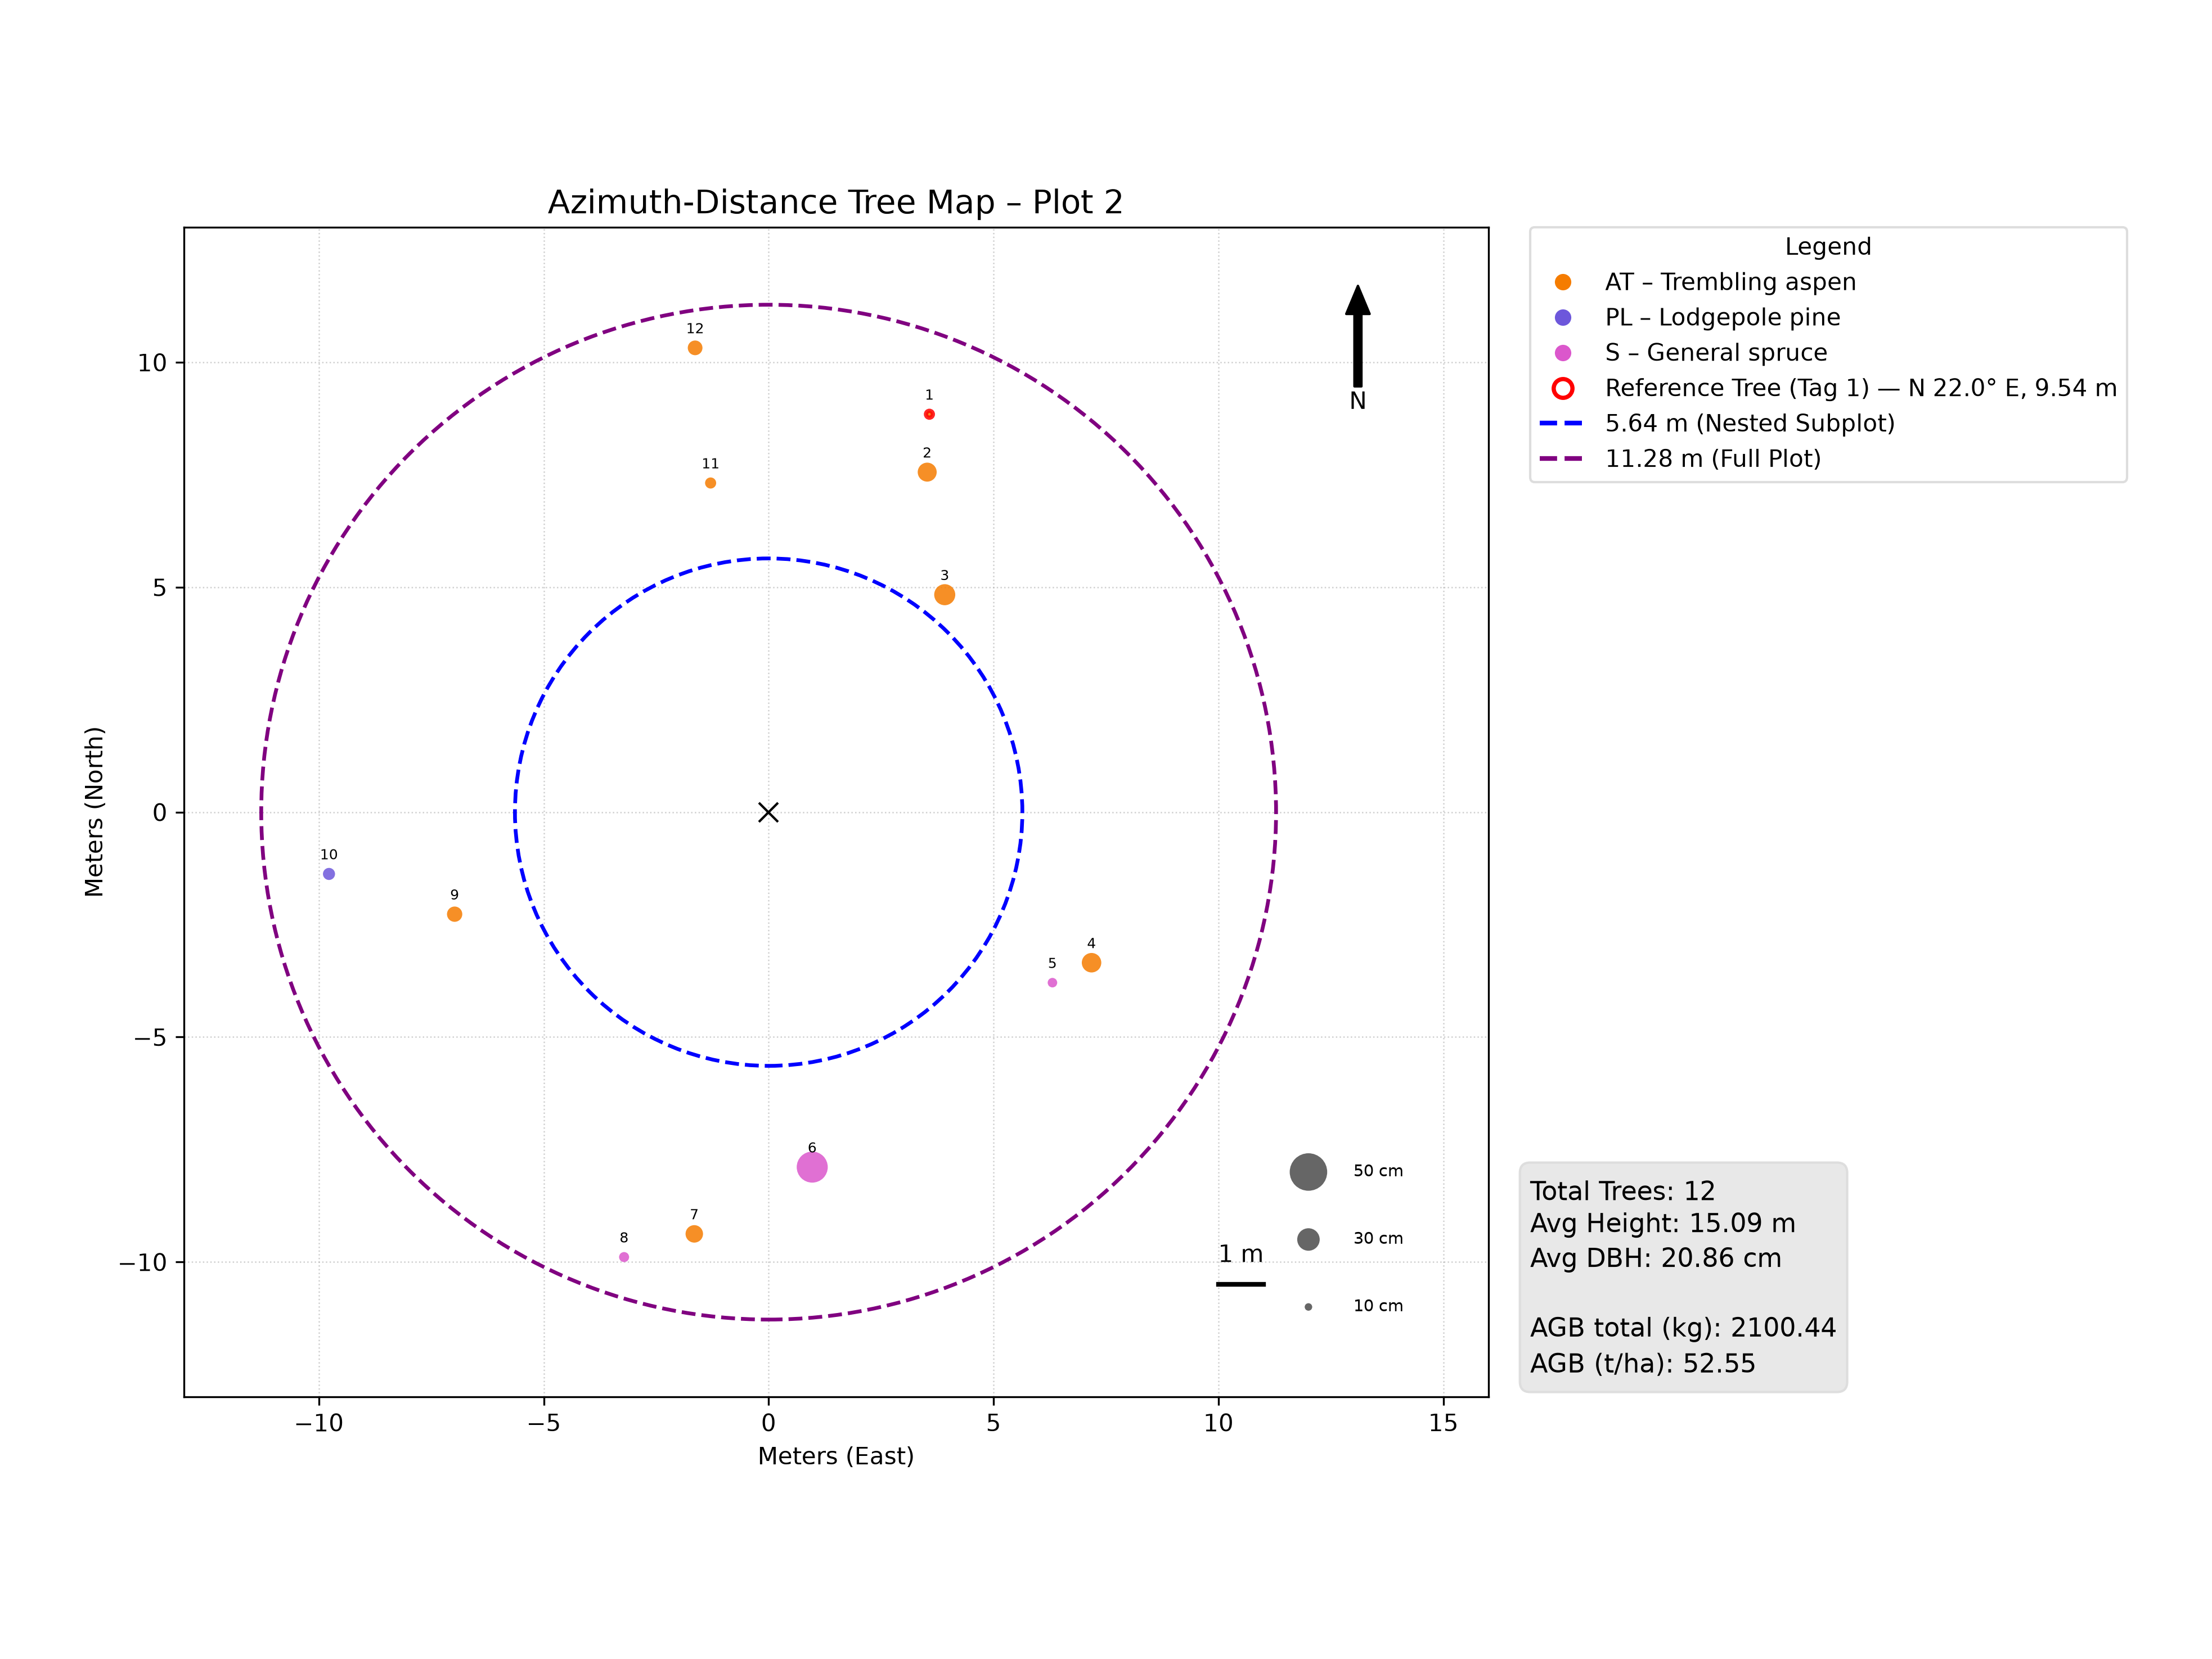 Azimuth-Distance Tree Map – Plot 2
Legend
AT – Trembling aspen
PL – Lodgepole pine
S – General spruce
Reference Tree (Tag 1) — N 22.0° E, 9.54 m
5.64 m (Nested Subplot)
11.28 m (Full Plot)
N
12
1
2
11
3
10
9
4
5
6
7
8
10
5
0
−5
−10
Meters (North)
−10
−5
0
5
10
15
Meters (East)
50 cm
30 cm
10 cm
1 m
Total Trees: 12
Avg Height: 15.09 m
Avg DBH: 20.86 cm
AGB total (kg): 2100.44
AGB (t/ha): 52.55